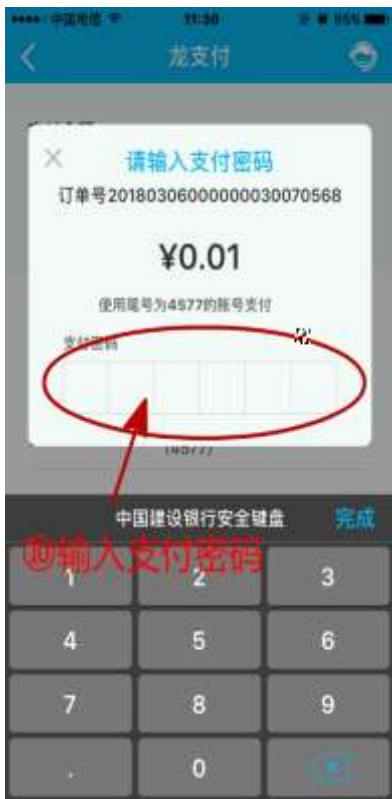 中国电信 11:30 95%
龙支付
请输入支付密码
订单号20180306000000030070568
¥0.01
使用尾号为4577的账号支付
支付密码
(4577)
中国建设银行安全键盘 完成
⑩输入支付密码
1 2 3
4 5 6
7 8 9
. 0